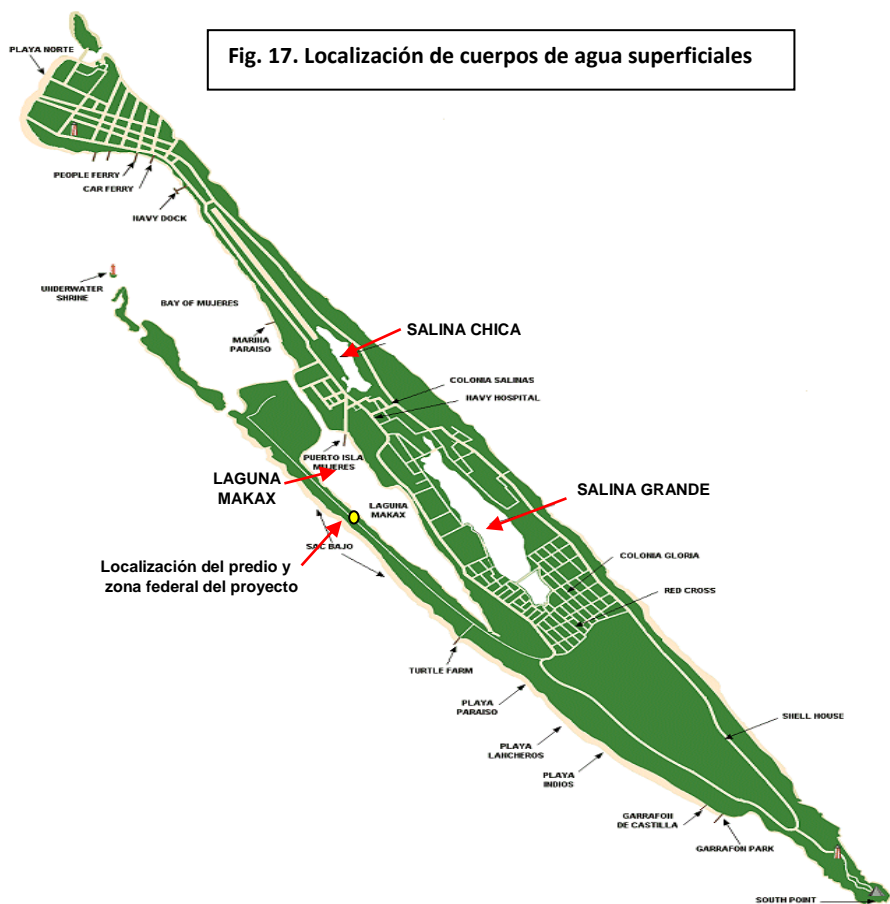 Fig. 17. Localización de cuerpos de agua superficiales
PLAYA NORTE
PEOPLE FERRY
CAR FERRY
NAVY DOCK
UNDERWATER
SHRINE
BAY OF MUJERES
MARINA
PARAISO
SALINA CHICA
COLONIA SALINAS
NAVY HOSPITAL
PUERTO ISLA
MUJERES
LAGUNA
MAKAX
LAGUNA
MAKAX
SALINA GRANDE
SAC BAJO
Localización del predio y
zona federal del proyecto
COLONIA GLORIA
RED CROSS
TURTLE FARM
PLAYA
PARAISO
SHELL HOUSE
PLAYA
LANCHEROS
PLAYA
INDIOS
GARRAFON
DE CASTILLA
GARRAFON PARK
SOUTH POINT